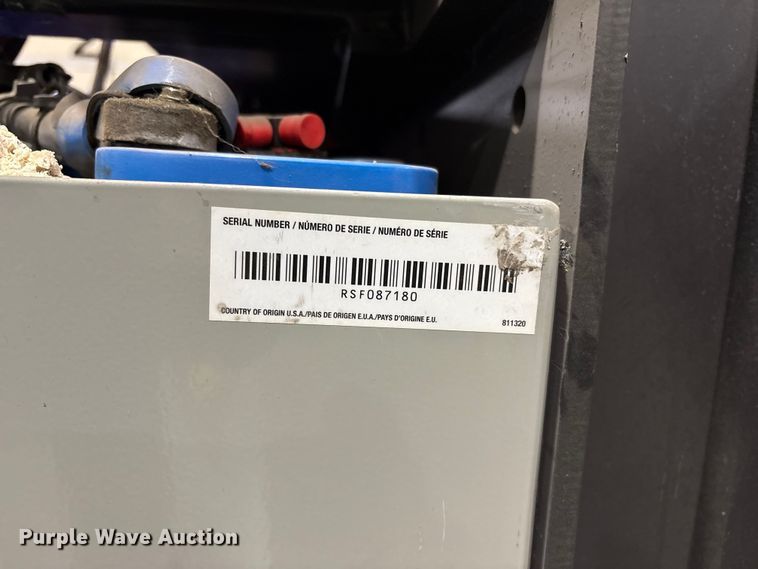 SERIAL NUMBER / NÚMERO DE SERIE / NUMÉRO DE SÉRIE
RSF087180
COUNTRY OF ORIGIN U.S.A./PAIS DE ORIGEN E.U.A./PAYS D'ORIGINE E.U.
811320
Purple Wave Auction